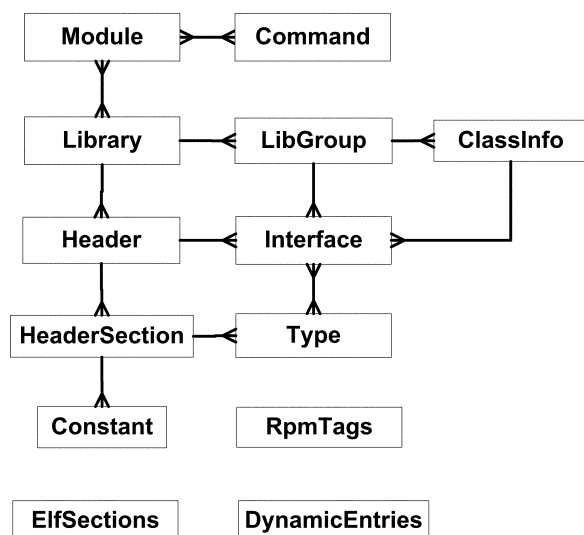 Module
Command
Library
LibGroup
ClassInfo
Header
Interface
HeaderSection
Type
Constant
RpmTags
ElfSections
DynamicEntries